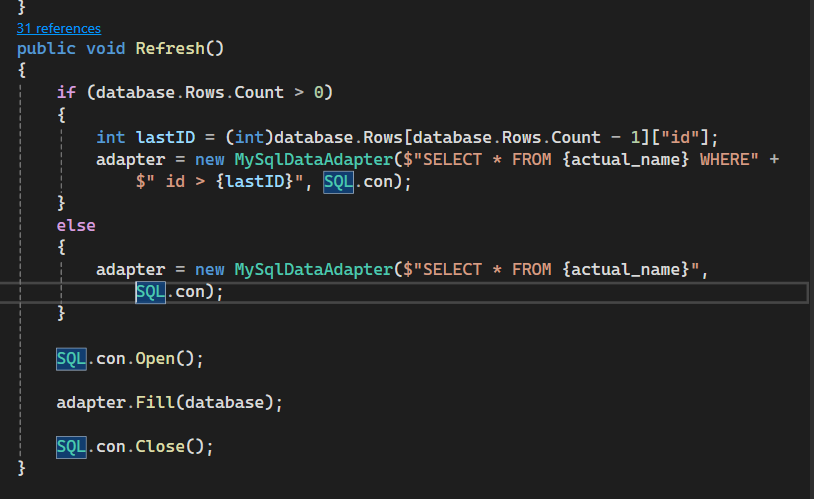 }
31 references
public void Refresh()
{
if (database.Rows.Count > 0)
{
int lastID = (int)database.Rows[database.Rows.Count - 1]["id"];
adapter = new MySqlDataAdapter($"SELECT * FROM {actual_name} WHERE" +
$" id > {lastID}", SQL.con);
}
else
{
adapter = new MySqlDataAdapter($"SELECT * FROM {actual_name}",
SQL.con);
}
SQL.con.Open();
adapter.Fill(database);
SQL.con.Close();
}